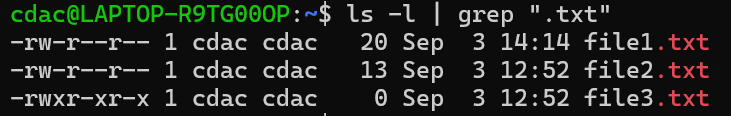 cdac@LAPTOP-R9TG00OP:~$ ls -l | grep ".txt"
-rw-r--r-- 1 cdac cdac   20 Sep  3 14:14 file1.txt
-rw-r--r-- 1 cdac cdac   13 Sep  3 12:52 file2.txt
-rwxr-xr-x 1 cdac cdac    0 Sep  3 12:52 file3.txt